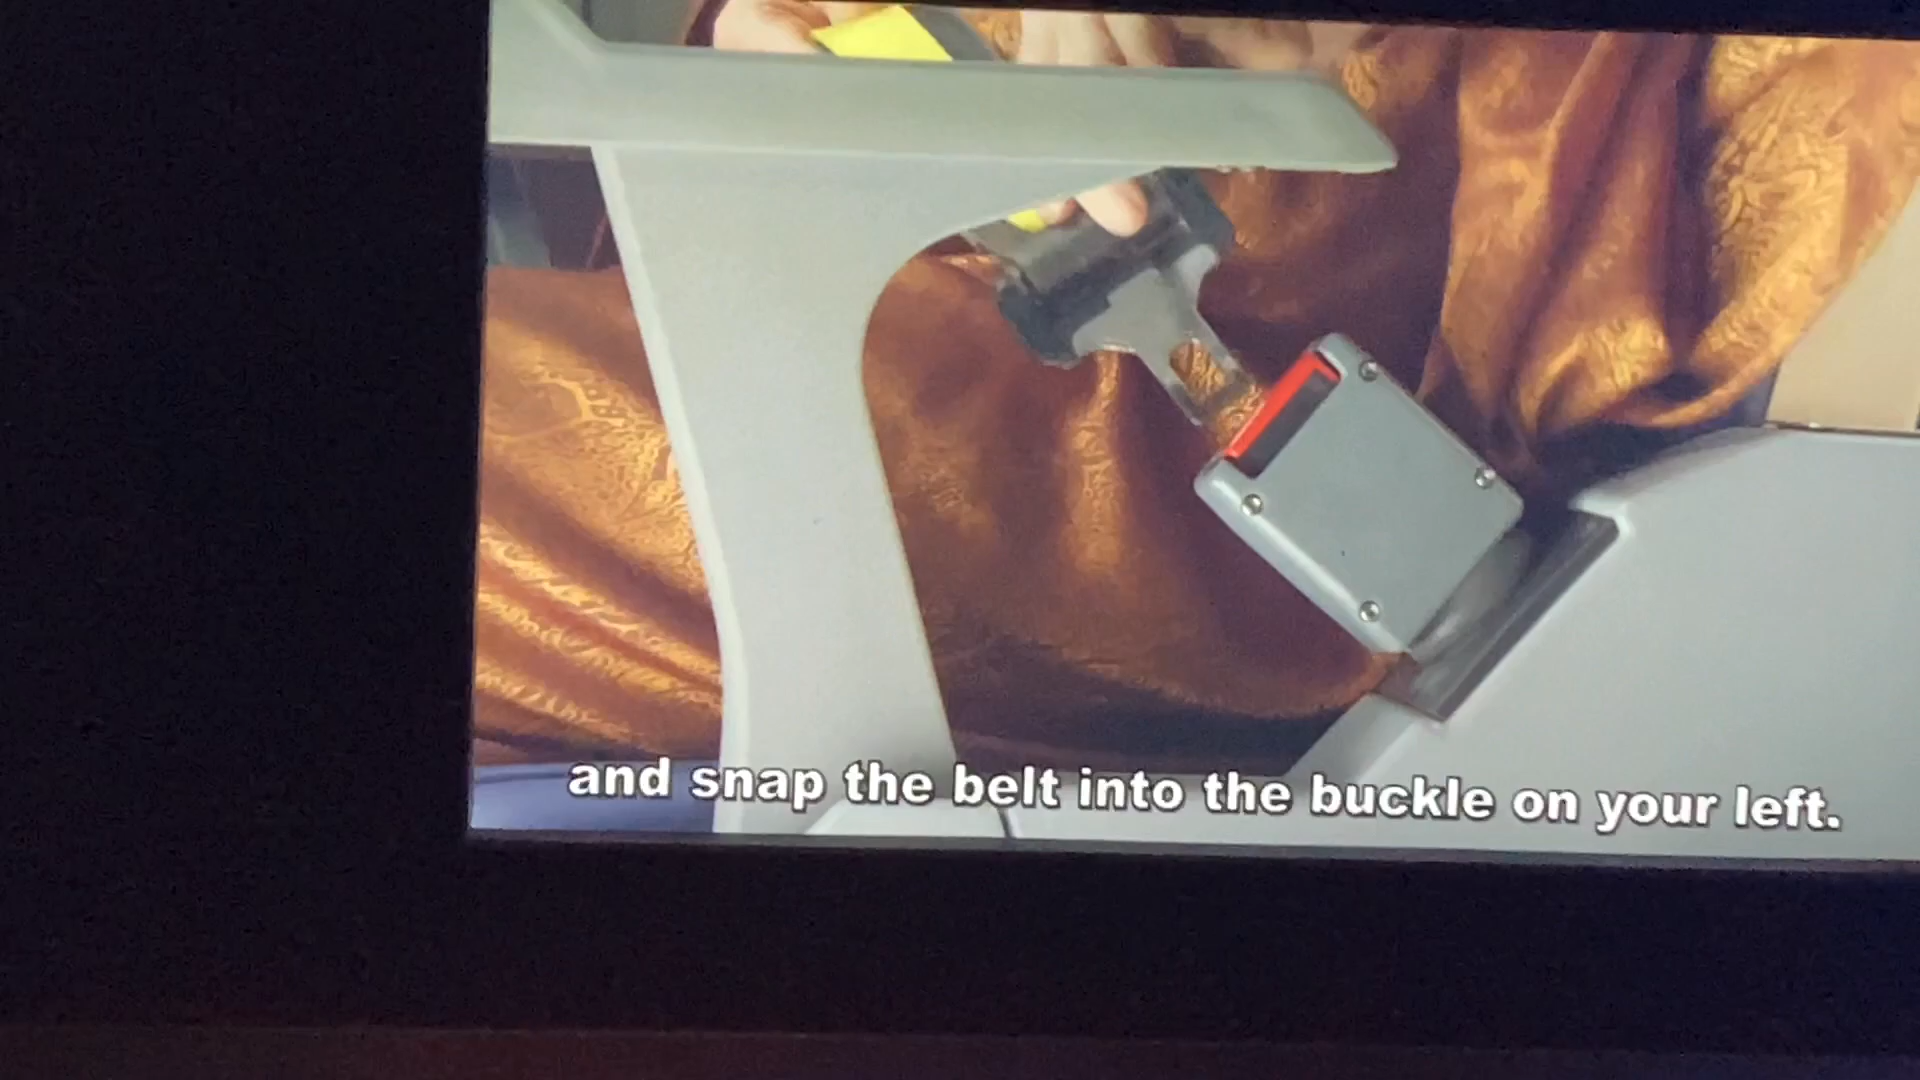 and snap the belt into the buckle on your left.